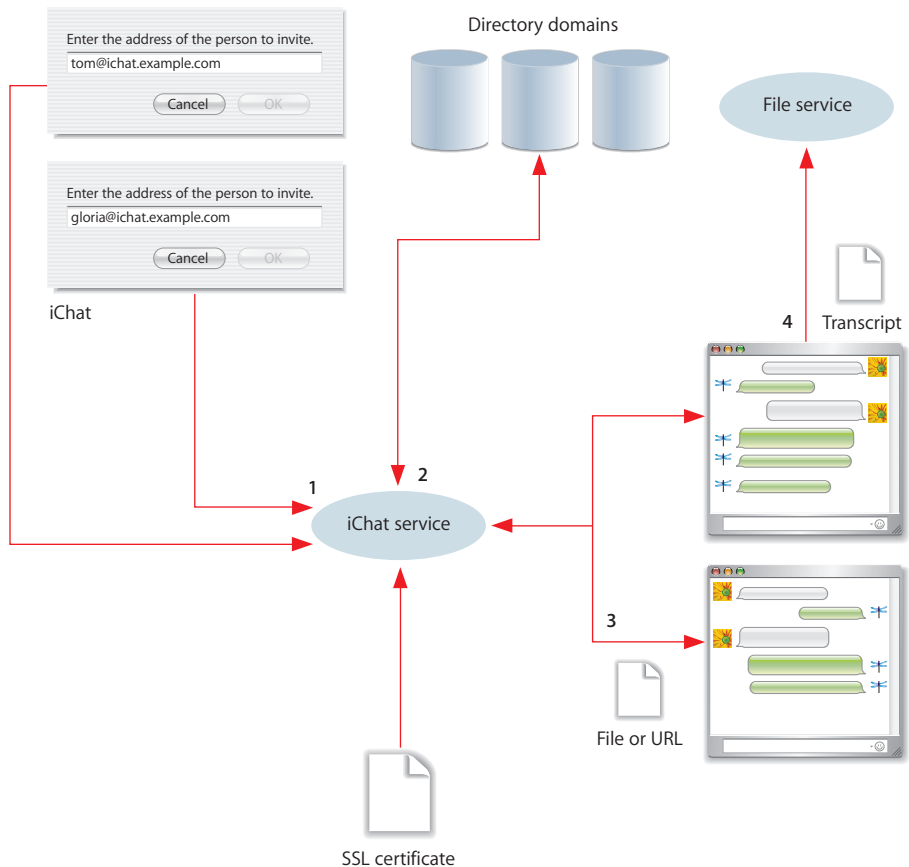 Enter the address of the person to invite.
tom@ichat.example.com
Cancel
OK
Enter the address of the person to invite.
gloria@ichat.example.com
Cancel
OK
iChat
Directory domains
File service
4
Transcript
1
2
iChat service
3
File or URL
SSL certificate